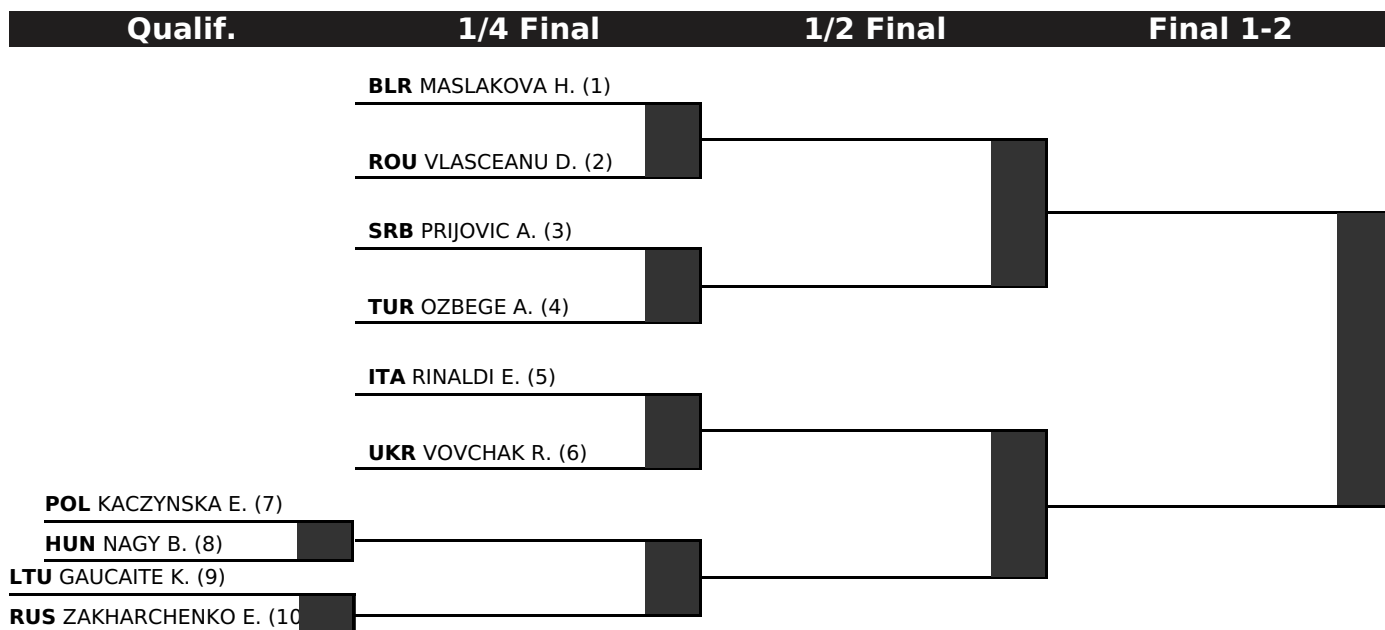 Qualif. 1/4 Final 1/2 Final Final 1-2
BLR MASLAKOVA H. (1)
ROU VLASCEANU D. (2)
SRB PRIJOVIC A. (3)
TUR OZBEGE A. (4)
ITA RINALDI E. (5)
UKR VOVCHAK R. (6)
POL KACZYNSKA E. (7)
HUN NAGY B. (8)
LTU GAUCAITE K. (9)
RUS ZAKHARCHENKO E. (10